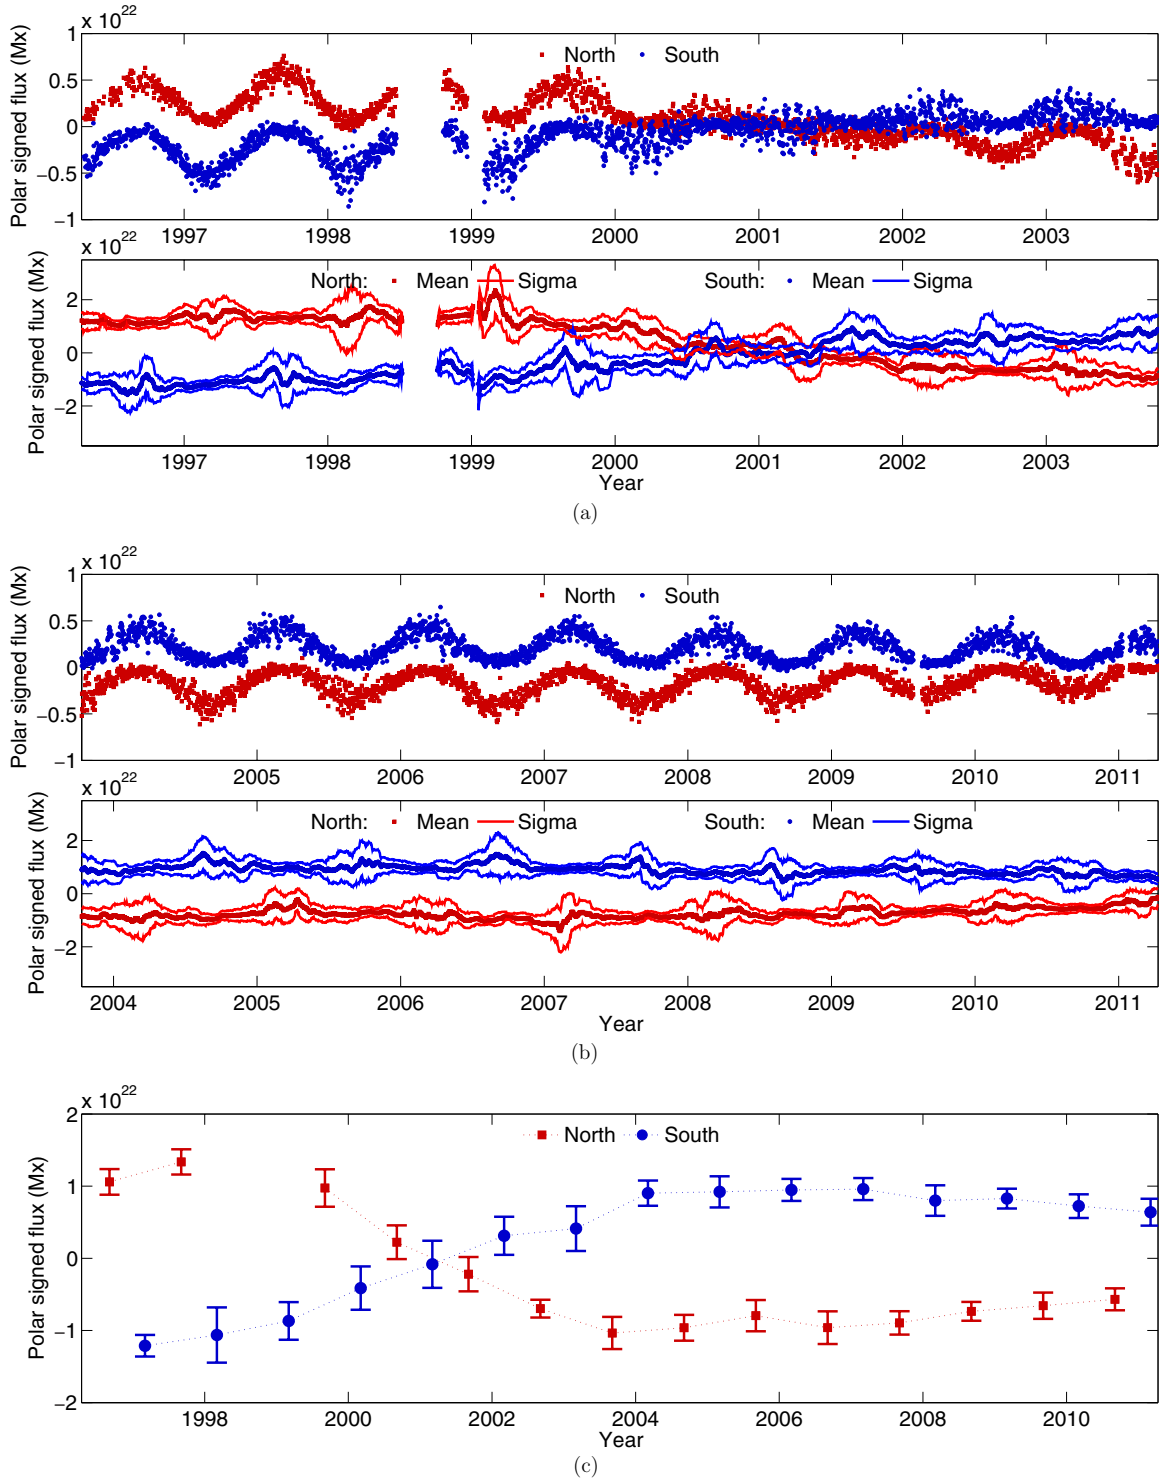 x 10^22
1
0.5
0
−0.5
−1
Polar signed flux (Mx)
North South
1997 1998 1999 2000 2001 2002 2003
x 10^22
2
0
−2
Polar signed flux (Mx)
North: Mean Sigma South: Mean Sigma
1997 1998 1999 2000 2001 2002 2003
Year
(a)
x 10^22
1
0.5
0
−0.5
−1
Polar signed flux (Mx)
North South
2005 2006 2007 2008 2009 2010 2011
x 10^22
2
0
−2
Polar signed flux (Mx)
North: Mean Sigma South: Mean Sigma
2004 2005 2006 2007 2008 2009 2010 2011
Year
(b)
x 10^22
2
1
0
−1
−2
Polar signed flux (Mx)
North South
1998 2000 2002 2004 2006 2008 2010
Year
(c)